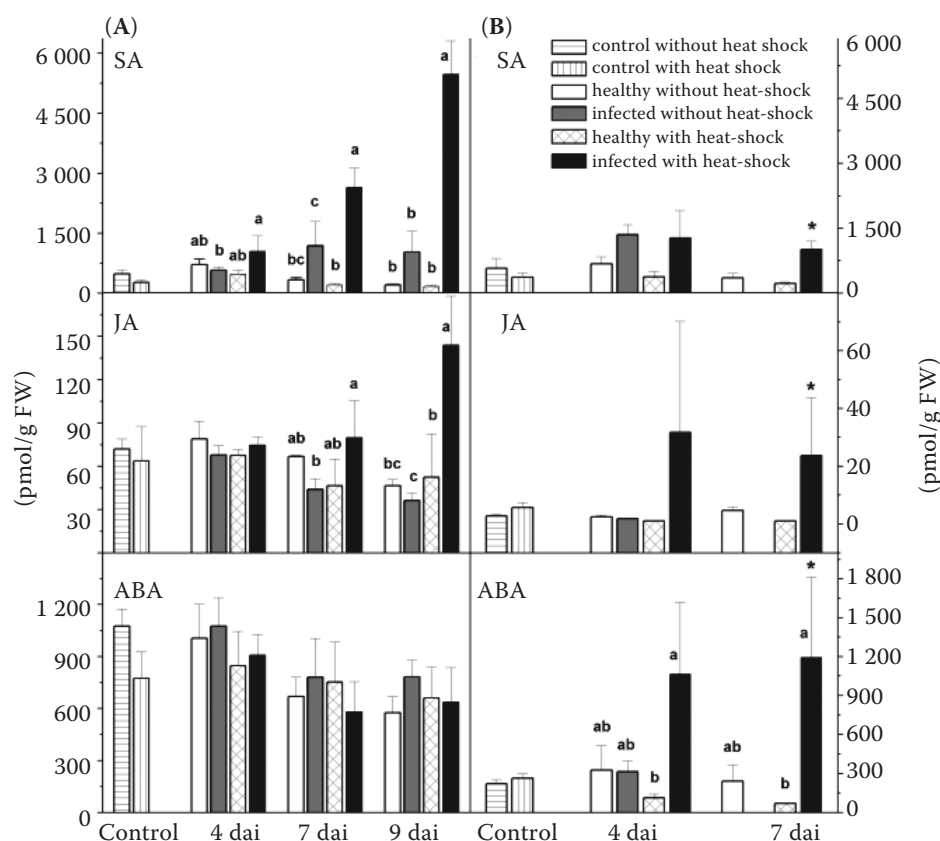 (A)
(B)
SA
6 000
4 500
3 000
1 500
0
ab
b
ab
a
bc
c
b
a
b
b
b
a
SA
control without heat shock
control with heat shock
healthy without heat-shock
infected without heat-shock
healthy with heat-shock
infected with heat-shock
*
6 000
4 500
3 000
1 500
0
JA
150
120
90
60
30
ab
b
ab
a
bc
c
b
a
(pmol/g FW)
JA
*
60
40
20
0
(pmol/g FW)
ABA
1 200
900
600
300
0
Control
4 dai
7 dai
9 dai
ABA
ab
ab
b
a
ab
b
a
*
1 800
1 500
1 200
900
600
300
0
Control
4 dai
7 dai